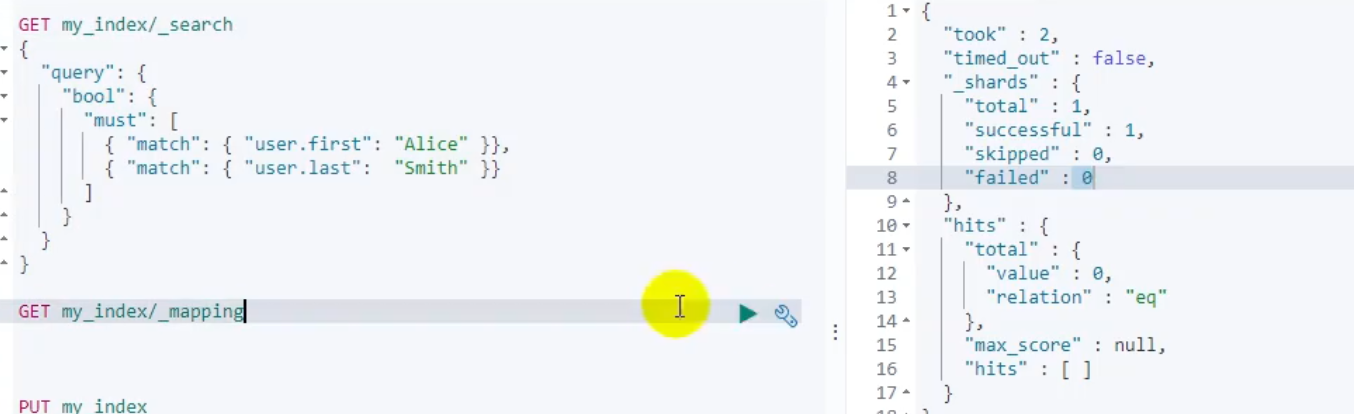 GET my_index/_search
{
  "query": {
    "bool": {
      "must": [
        { "match": { "user.first": "Alice" }},
        { "match": { "user.last":  "Smith" }}
      ]
    }
  }
}
GET my_index/_mapping
PUT my_index
1 {
2   "took" : 2,
3   "timed_out" : false,
4   "_shards" : {
5     "total" : 1,
6     "successful" : 1,
7     "skipped" : 0,
8     "failed" : 0
9   },
10   "hits" : {
11     "total" : {
12       "value" : 0,
13       "relation" : "eq"
14     },
15     "max_score" : null,
16     "hits" : [ ]
17   }